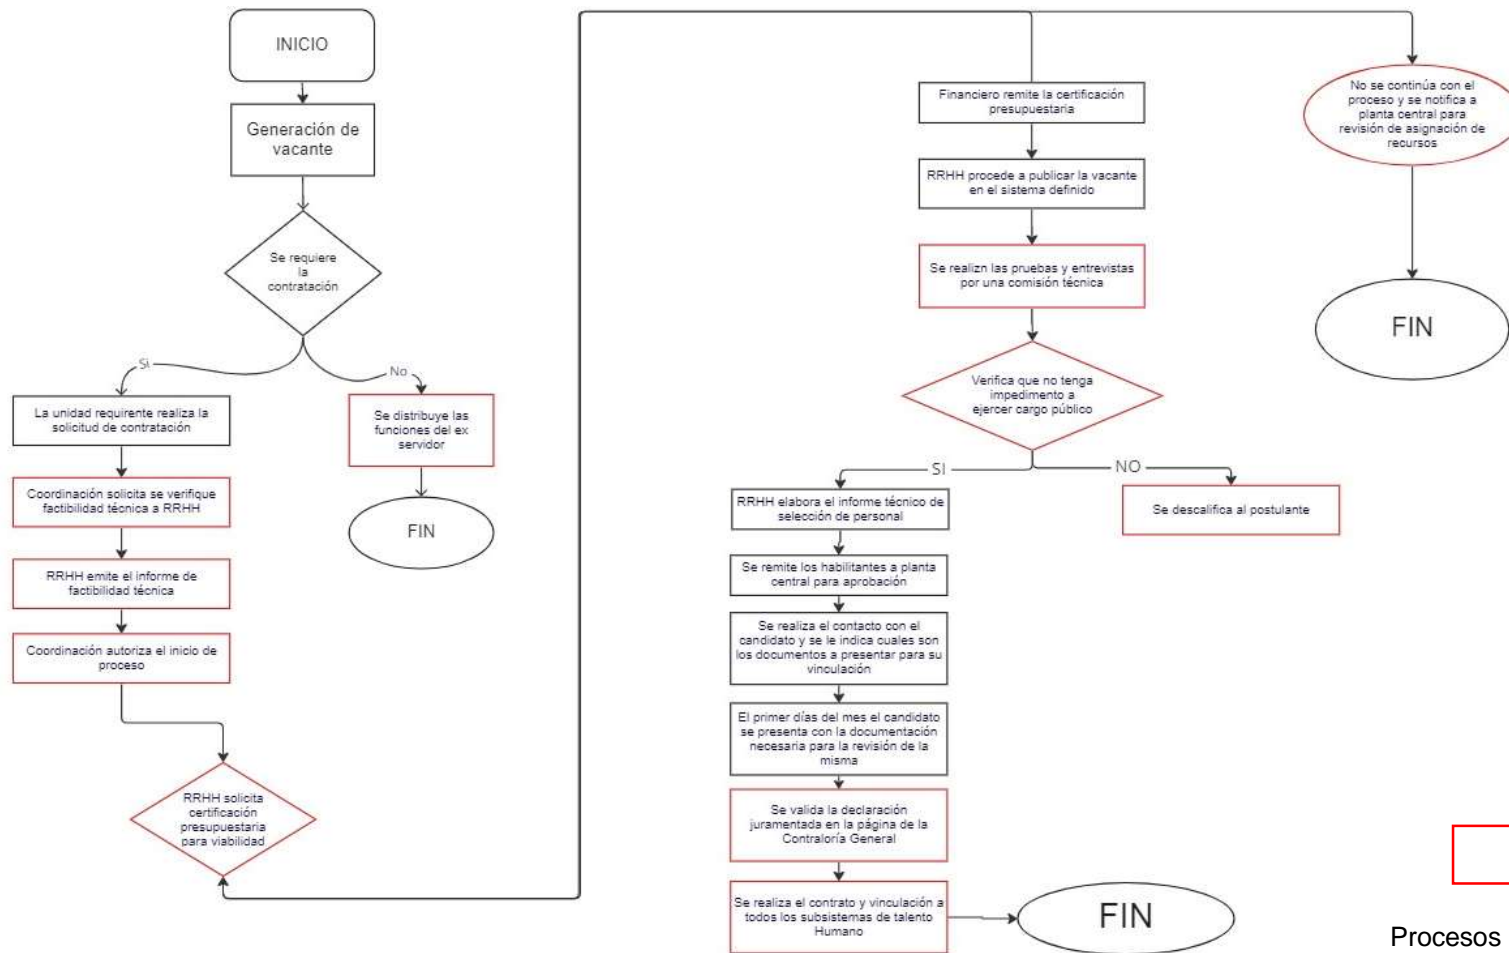 INICIO
Generación de
vacante
Se requiere
la
contratación
Si
No
La unidad requirente realiza la
solicitud de contratación
Se distribuye las
funciones del ex
servidor
Coordinación solicita se verifique
factibilidad técnica a RRHH
FIN
RRHH emite el informe de
factibilidad técnica
Coordinación autoriza el inicio de
proceso
RRHH solicita
certificación
presupuestaria
para viabilidad
Financiero remite la certificación
presupuestaria
RRHH procede a publicar la vacante
en el sistema definido
Se realizn las pruebas y entrevistas
por una comisión técnica
Verifica que no tenga
impedimento a
ejercer cargo público
SI
NO
RRHH elabora el informe técnico de
selección de personal
Se descalifica al postulante
Se remite los habilitantes a planta
central para aprobación
Se realiza el contacto con el
candidato y se le indica cuales son
los documentos a presentar para su
vinculación
El primer días del mes el candidato
se presenta con la documentación
necesaria para la revisión de la
misma
Se valida la declaración
juramentada en la página de la
Contraloría General
Se realiza el contrato y vinculación a
todos los subsistemas de talento
Humano
FIN
No se continúa con el
proceso y se notifica a
planta central para
revisión de asignación de
recursos
FIN
Procesos